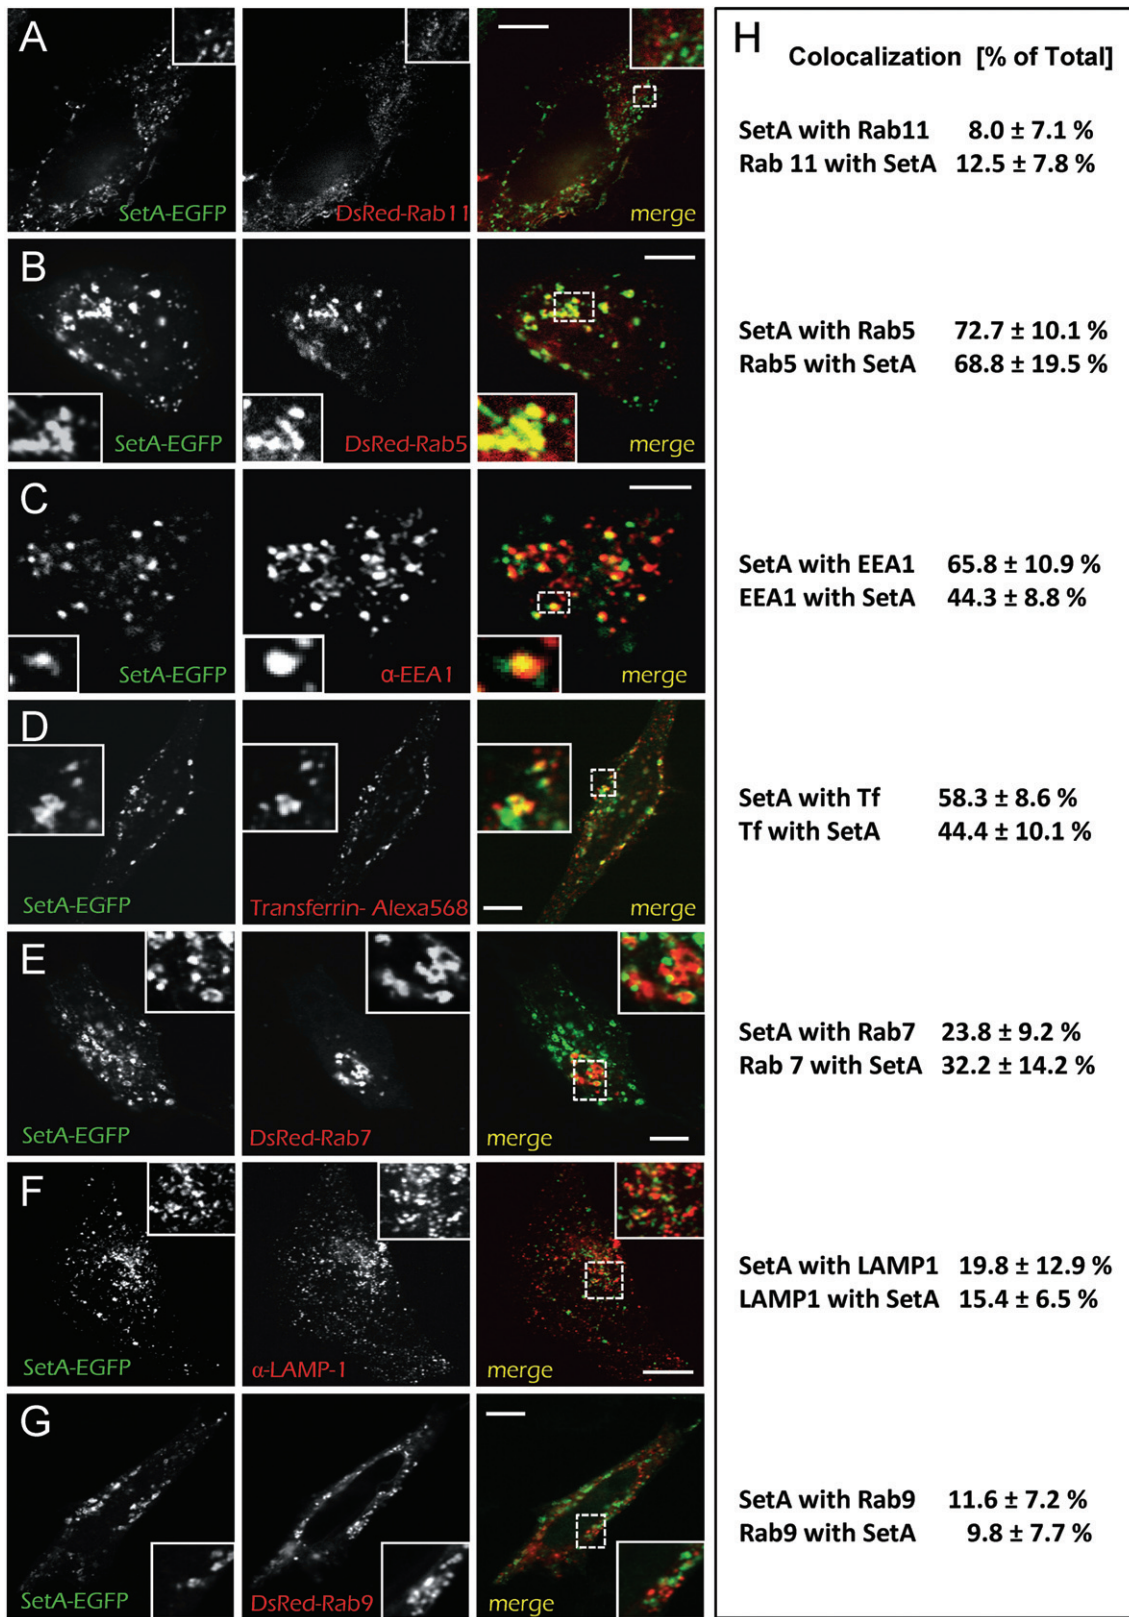 A
SetA-EGFP
DsRed-Rab11
merge
B
SetA-EGFP
DsRed-Rab5
merge
C
SetA-EGFP
α-EEA1
merge
D
SetA-EGFP
Transferrin- Alexa568
merge
E
SetA-EGFP
DsRed-Rab7
merge
F
SetA-EGFP
α-LAMP-1
merge
G
SetA-EGFP
DsRed-Rab9
merge
H
Colocalization [% of Total]
SetA with Rab11 8.0 ± 7.1 %
Rab 11 with SetA 12.5 ± 7.8 %
SetA with Rab5 72.7 ± 10.1 %
Rab5 with SetA 68.8 ± 19.5 %
SetA with EEA1 65.8 ± 10.9 %
EEA1 with SetA 44.3 ± 8.8 %
SetA with Tf 58.3 ± 8.6 %
Tf with SetA 44.4 ± 10.1 %
SetA with Rab7 23.8 ± 9.2 %
Rab 7 with SetA 32.2 ± 14.2 %
SetA with LAMP1 19.8 ± 12.9 %
LAMP1 with SetA 15.4 ± 6.5 %
SetA with Rab9 11.6 ± 7.2 %
Rab9 with SetA 9.8 ± 7.7 %